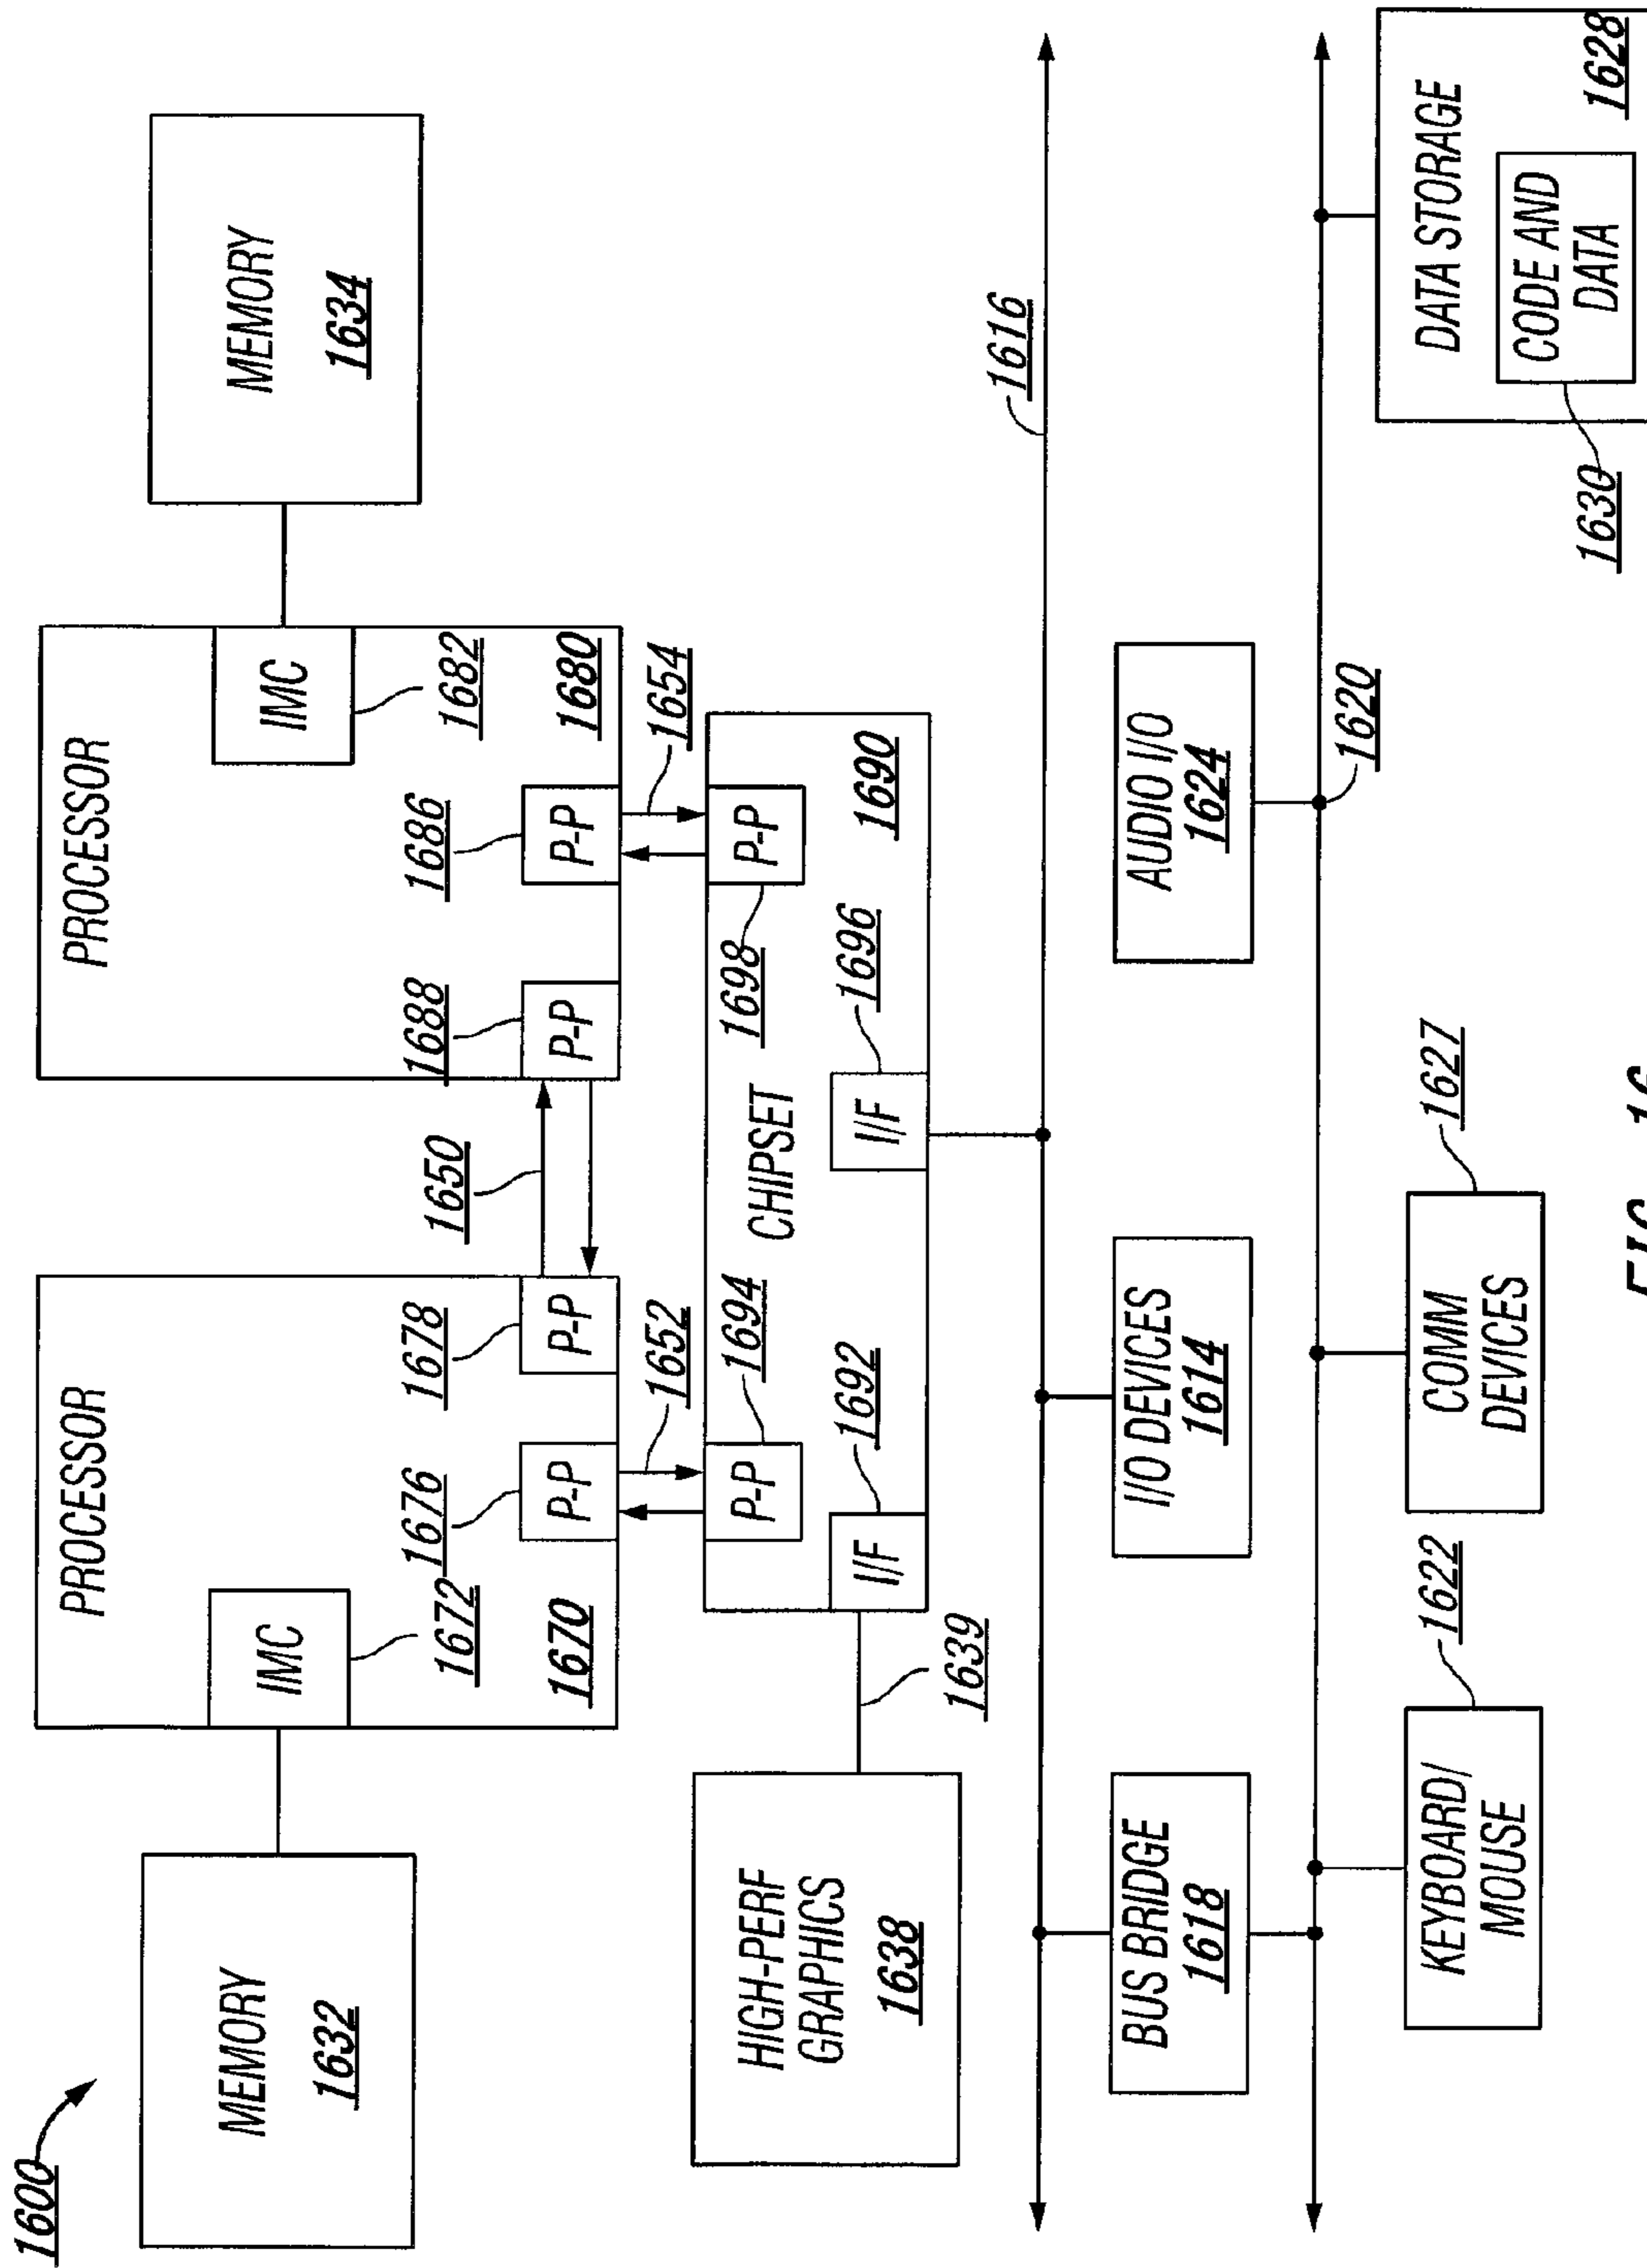 1600
MEMORY
1632
PROCESSOR
IMC
1672
1670
1676
P-P
1678
P-P
1650
PROCESSOR
IMC
1682
1680
1688
P-P
1686
P-P
MEMORY
1634
1652
1654
HIGH-PERF
GRAPHICS
1638
1639
CHIPSET
1690
P-P
1694
P-P
1698
I/F
1692
I/F
1696
1616
BUS BRIDGE
1618
I/O DEVICES
1614
AUDIO I/O
1624
1620
KEYBOARD/
MOUSE
1622
COMM
DEVICES
1627
DATA STORAGE
1628
CODE AND
DATA
1630
FIG. 16